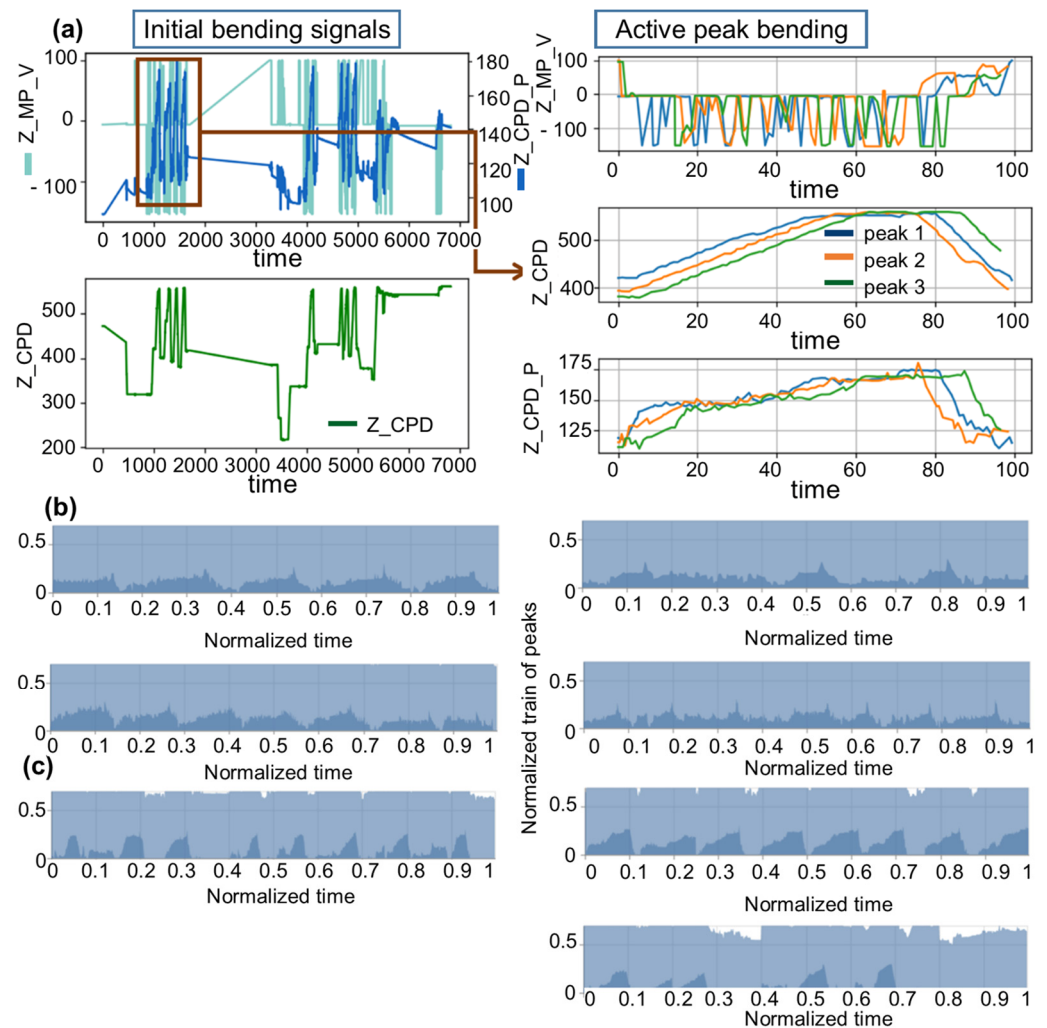 (a)
Initial bending signals
Active peak bending
Z_MP_V
100
0
- 100
180
160
140
120
100
Z_CPD_P
0 1000 2000 3000 4000 5000 6000 7000
time
Z_CPD
500
400
300
200
Z_CPD
0 1000 2000 3000 4000 5000 6000 7000
time
Z_MP_V
100
0
- 100
0 20 40 60 80 100
time
Z_CPD
500
400
peak 1
peak 2
peak 3
0 20 40 60 80 100
time
Z_CPD_P
175
150
125
0 20 40 60 80 100
time
(b)
0.5
0
0 0.1 0.2 0.3 0.4 0.5 0.6 0.7 0.8 0.9 1
Normalized time
0.5
0
0 0.1 0.2 0.3 0.4 0.5 0.6 0.7 0.8 0.9 1
Normalized time
(c)
0.5
0
0 0.1 0.2 0.3 0.4 0.5 0.6 0.7 0.8 0.9 1
Normalized time
Normalized train of peaks
0.5
0
0 0.1 0.2 0.3 0.4 0.5 0.6 0.7 0.8 0.9 1
Normalized time
0.5
0
0 0.1 0.2 0.3 0.4 0.5 0.6 0.7 0.8 0.9 1
Normalized time
0.5
0
0 0.1 0.2 0.3 0.4 0.5 0.6 0.7 0.8 0.9 1
Normalized time
0.5
0
0 0.1 0.2 0.3 0.4 0.5 0.6 0.7 0.8 0.9 1
Normalized time